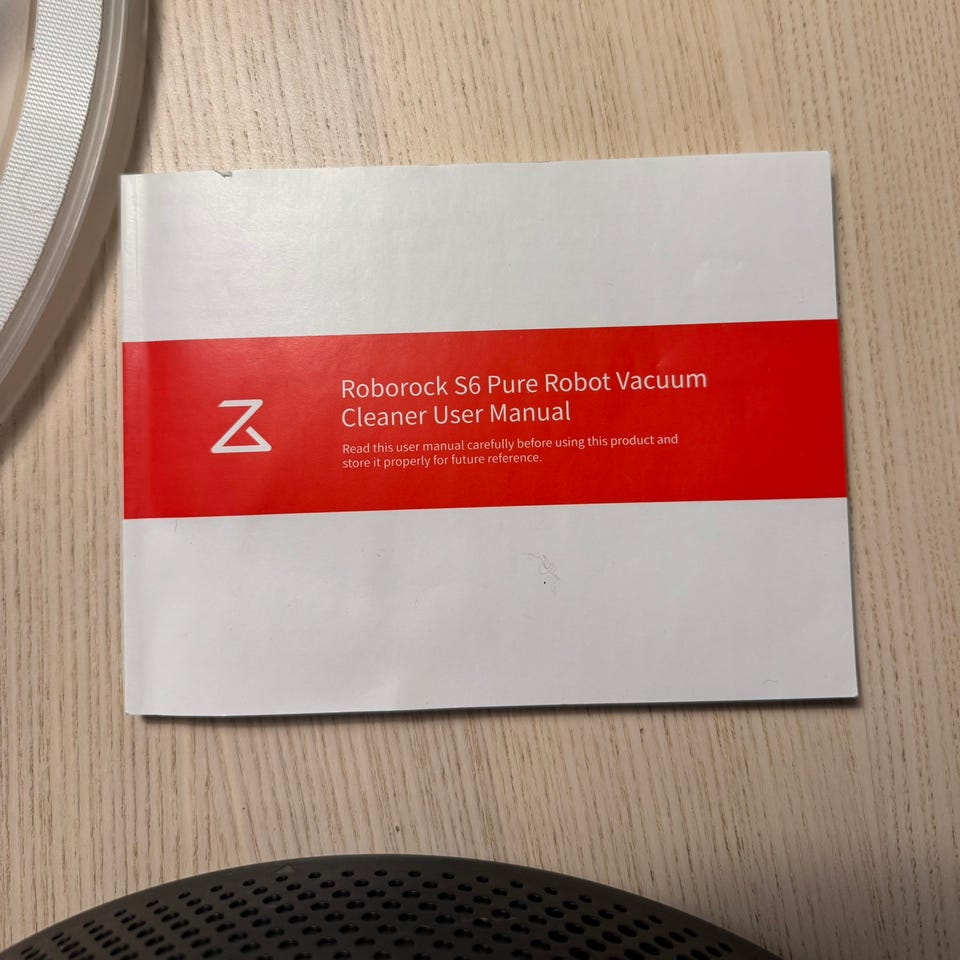 Roborock S6 Pure Robot Vacuum
Cleaner User Manual
Read this user manual carefully before using this product and
store it properly for future reference.